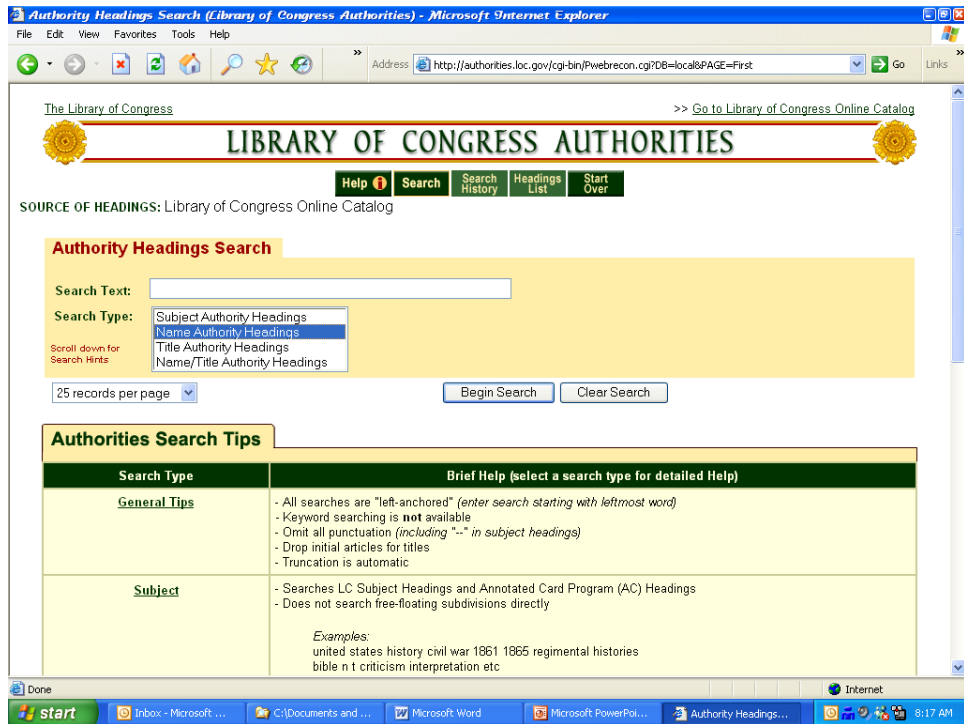 Authority Headings Search (Library of Congress Authorities) - Microsoft Internet Explorer
File Edit View Favorites Tools Help
» Address http://authorities.loc.gov/cgi-bin/Pwebrecon.cgi?DB=local&PAGE=First Go Links »
The Library of Congress >> Go to Library of Congress Online Catalog
LIBRARY OF CONGRESS AUTHORITIES
Help Search Search History Headings List Start Over
SOURCE OF HEADINGS: Library of Congress Online Catalog
Authority Headings Search
Search Text:
Search Type:
Subject Authority Headings
Name Authority Headings
Title Authority Headings
Name/Title Authority Headings
Scroll down for
Search Hints
25 records per page Begin Search Clear Search
Authorities Search Tips
Search Type Brief Help (select a search type for detailed Help)
General Tips
- All searches are "left-anchored" (enter search starting with leftmost word)
- Keyword searching is not available
- Omit all punctuation (including "--" in subject headings)
- Drop initial articles for titles
- Truncation is automatic
Subject
- Searches LC Subject Headings and Annotated Card Program (AC) Headings
- Does not search free-floating subdivisions directly
Examples:
united states history civil war 1861 1865 regimental histories
bible n t criticism interpretation etc
Done Internet
start Inbox - Microsoft ... C:\Documents and ... Microsoft Word Microsoft PowerPoi... Authority Headings... 8:17 AM